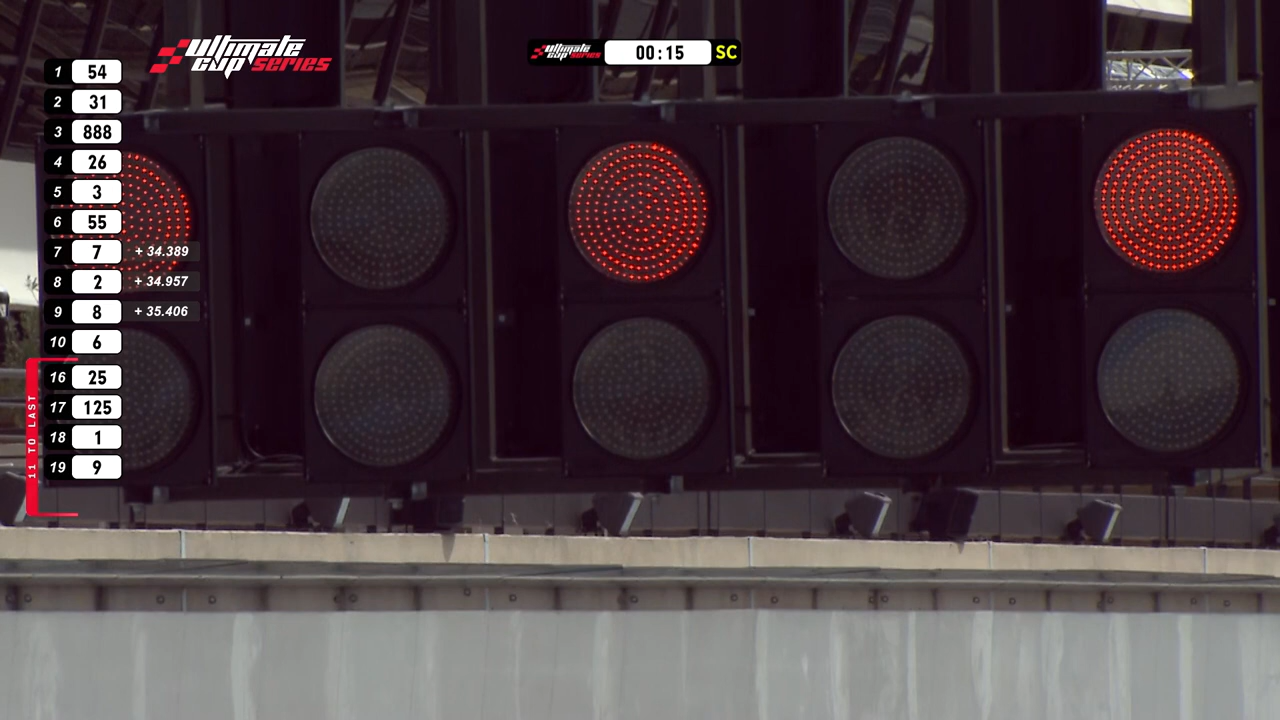 ultimate
cup series
ultimate
cup series
00:15 SC
1 54
2 31
3 888
4 26
5 3
6 55
7 7 + 34.389
8 2 + 34.957
9 8 + 35.406
10 6
11 TO LAST
16 25
17 125
18 1
19 9